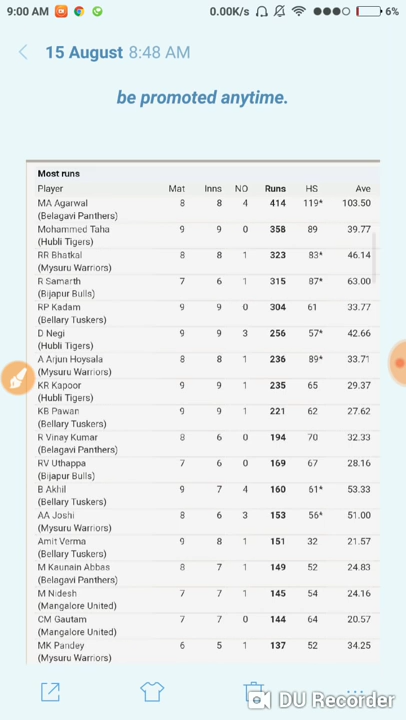 9:00 AM 0.00K/s 6%
15 August 8:48 AM
be promoted anytime.
Most runs
Player Mat Inns NO Runs HS Ave
MA Agarwal 8 8 4 414 119* 103.50
(Belagavi Panthers)
Mohammed Taha 9 9 0 358 89 39.77
(Hubli Tigers)
RR Bhatkal 8 8 1 323 83* 46.14
(Mysuru Warriors)
R Samarth 7 6 1 315 87* 63.00
(Bijapur Bulls)
RP Kadam 9 9 0 304 61 33.77
(Bellary Tuskers)
D Negi 9 9 3 256 57* 42.66
(Hubli Tigers)
A Arjun Hoysala 8 8 1 236 89* 33.71
(Mysuru Warriors)
KR Kapoor 9 9 1 235 65 29.37
(Hubli Tigers)
KB Pawan 9 9 1 221 62 27.62
(Bellary Tuskers)
R Vinay Kumar 8 6 0 194 70 32.33
(Belagavi Panthers)
RV Uthappa 7 6 0 169 67 28.16
(Bijapur Bulls)
B Akhil 9 7 4 160 61* 53.33
(Bellary Tuskers)
AA Joshi 8 6 3 153 56* 51.00
(Mysuru Warriors)
Amit Verma 9 8 1 151 32 21.57
(Bellary Tuskers)
M Kaunain Abbas 8 7 1 149 52 24.83
(Belagavi Panthers)
M Nidesh 7 7 1 145 54 24.16
(Mangalore United)
CM Gautam 7 7 0 144 64 20.57
(Mangalore United)
MK Pandey 6 5 1 137 52 34.25
(Mysuru Warriors)
DU Recorder